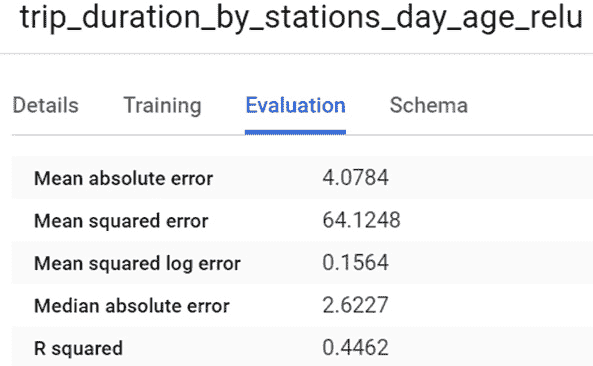 trip_duration_by_stations_day_age_relu
Details Training Evaluation Schema
Mean absolute error 4.0784
Mean squared error 64.1248
Mean squared log error 0.1564
Median absolute error 2.6227
R squared 0.4462